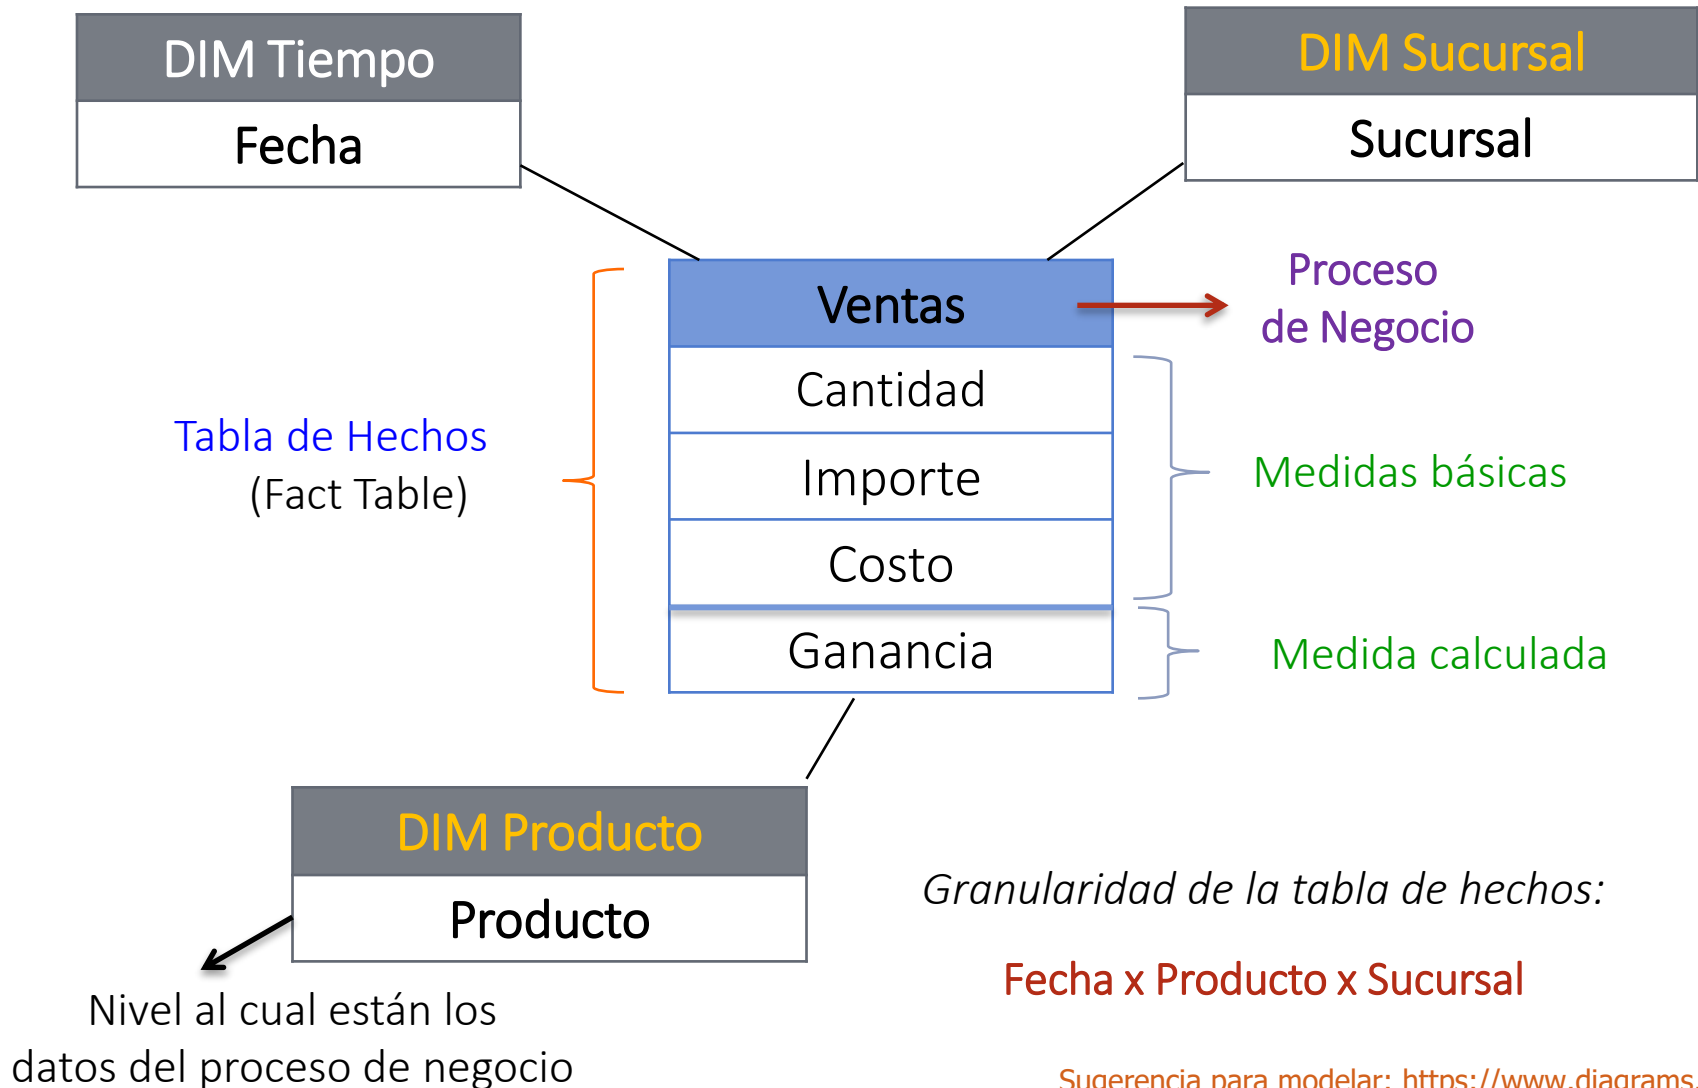 DIM Tiempo
Fecha
DIM Sucursal
Sucursal
Ventas
Cantidad
Importe
Costo
Ganancia
Proceso
de Negocio
Tabla de Hechos
(Fact Table)
Medidas básicas
Medida calculada
DIM Producto
Producto
Nivel al cual están los
datos del proceso de negocio
Granularidad de la tabla de hechos:
Fecha x Producto x Sucursal
Sugerencia para modelar: https://www.diagrams.